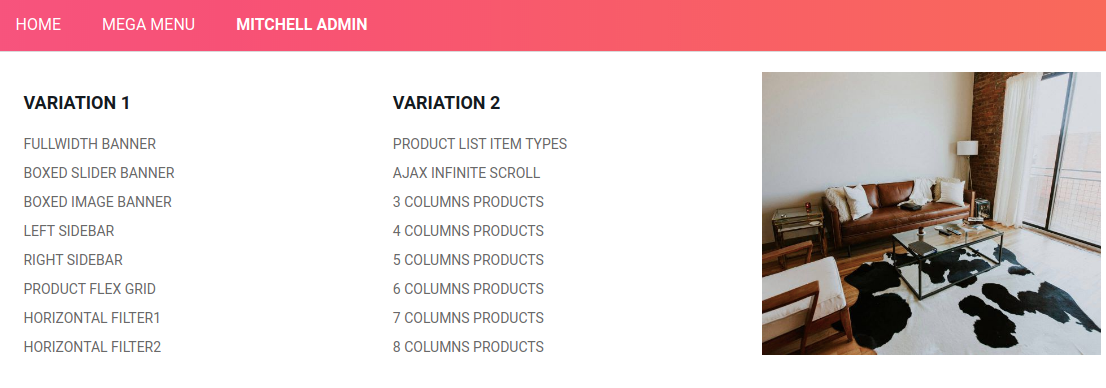 HOME MEGA MENU MITCHELL ADMIN
VARIATION 1
FULLWIDTH BANNER
BOXED SLIDER BANNER
BOXED IMAGE BANNER
LEFT SIDEBAR
RIGHT SIDEBAR
PRODUCT FLEX GRID
HORIZONTAL FILTER1
HORIZONTAL FILTER2
VARIATION 2
PRODUCT LIST ITEM TYPES
AJAX INFINITE SCROLL
3 COLUMNS PRODUCTS
4 COLUMNS PRODUCTS
5 COLUMNS PRODUCTS
6 COLUMNS PRODUCTS
7 COLUMNS PRODUCTS
8 COLUMNS PRODUCTS